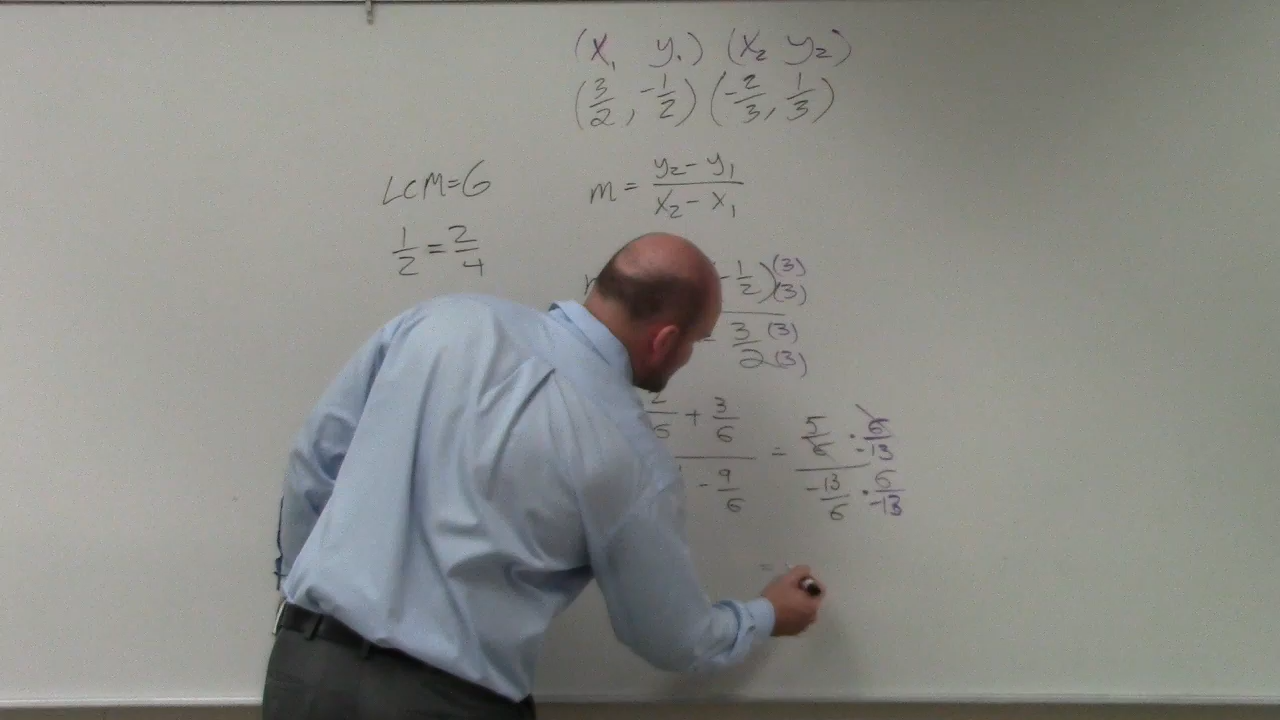 (x₁ y₁) (x₂ y₂)
(3/2, -1/2) (-2/3, 1/3)
LCM=6
m = (y₂ - y₁)/(x₂ - x₁)
1/2 = 2/4
-1/2) (3)/(3)
- 3/2 (3)/(3)
2/6 + 3/6 = 5/6 · 6/-13
- 9/6 -13/6 · 6/-13
=